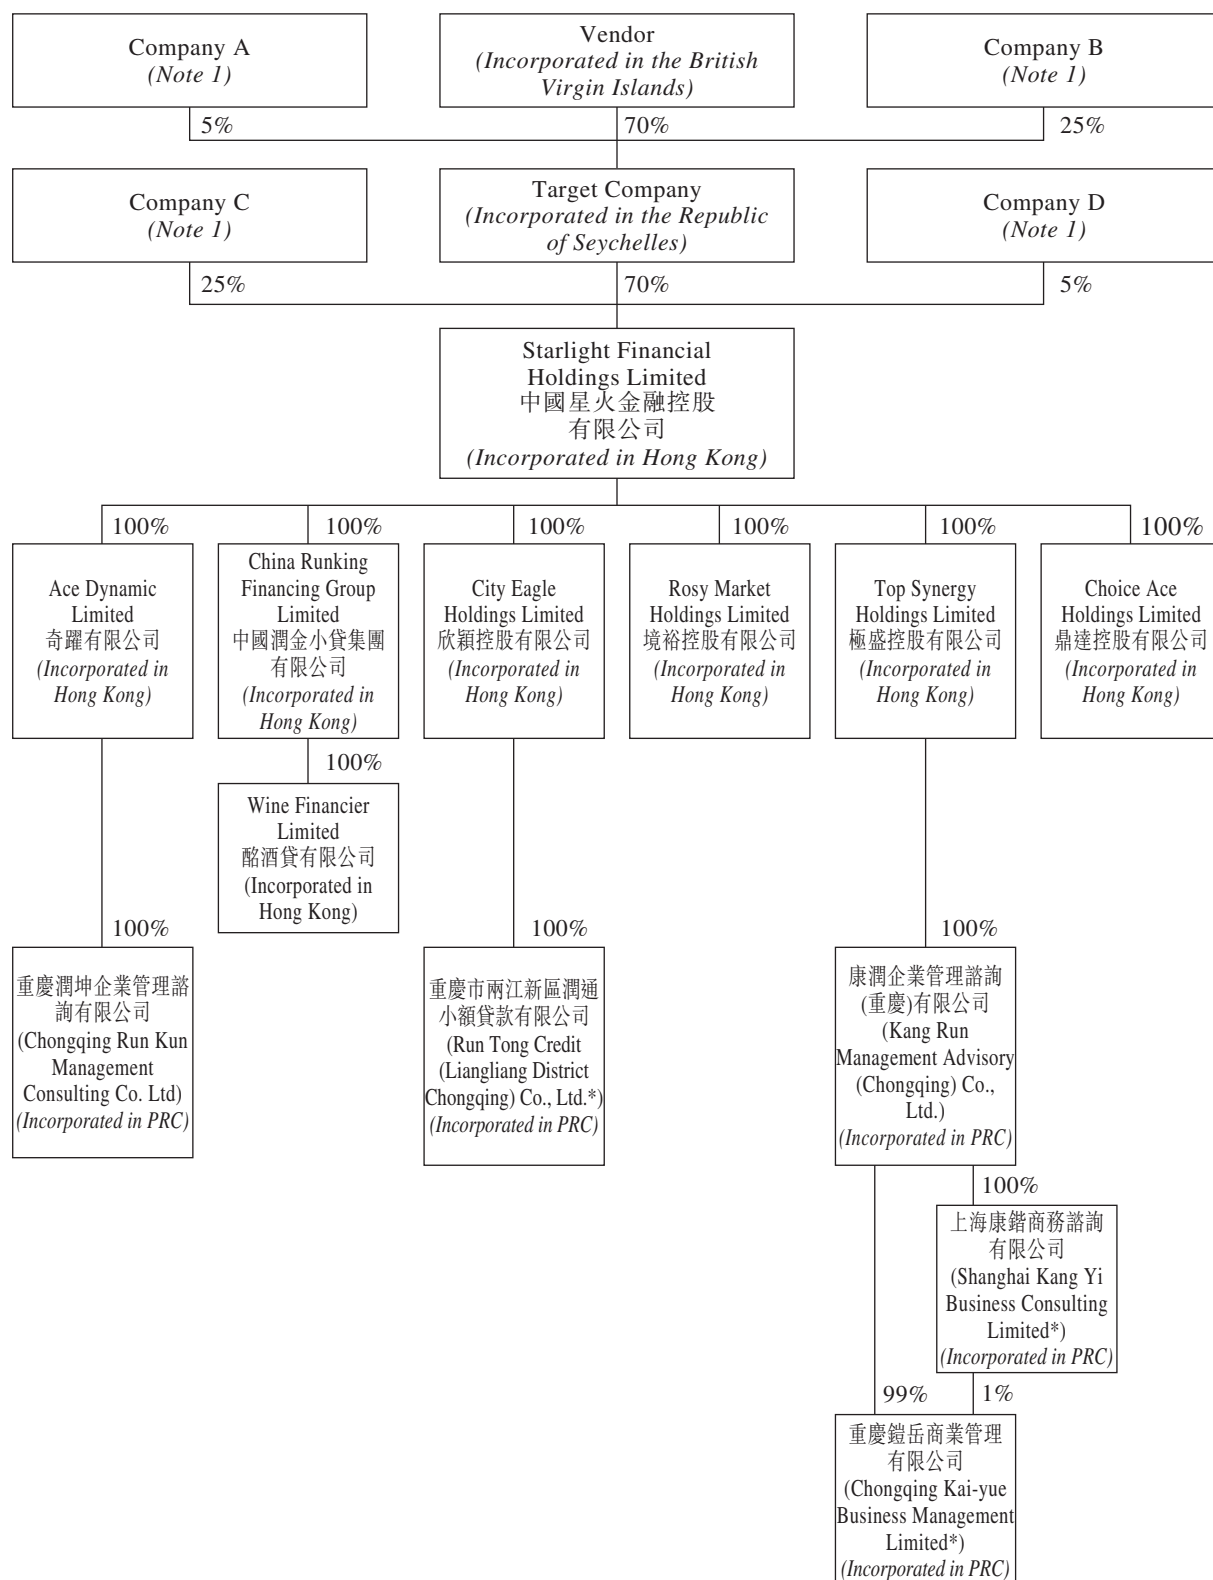 Company A
(Note 1)
Vendor
(Incorporated in the British
Virgin Islands)
Company B
(Note 1)
5%
70%
25%
Company C
(Note 1)
Target Company
(Incorporated in the Republic
of Seychelles)
Company D
(Note 1)
25%
70%
5%
Starlight Financial
Holdings Limited
中國星火金融控股
有限公司
(Incorporated in Hong Kong)
100%
100%
100%
100%
100%
100%
Ace Dynamic
Limited
奇躍有限公司
(Incorporated in
Hong Kong)
China Runking
Financing Group
Limited
中國潤金小貸集團
有限公司
(Incorporated in
Hong Kong)
City Eagle
Holdings Limited
欣穎控股有限公司
(Incorporated in
Hong Kong)
Rosy Market
Holdings Limited
境裕控股有限公司
(Incorporated in
Hong Kong)
Top Synergy
Holdings Limited
極盛控股有限公司
(Incorporated in
Hong Kong)
Choice Ace
Holdings Limited
鼎達控股有限公司
(Incorporated in
Hong Kong)
100%
Wine Financier
Limited
酩酒貸有限公司
(Incorporated in
Hong Kong)
100%
100%
100%
重慶潤坤企業管理諮
詢有限公司
(Chongqing Run Kun
Management
Consulting Co. Ltd)
(Incorporated in PRC)
重慶市兩江新區潤通
小額貸款有限公司
(Run Tong Credit
(Liangliang District
Chongqing) Co., Ltd.*)
(Incorporated in PRC)
康潤企業管理諮詢
(重慶)有限公司
(Kang Run
Management Advisory
(Chongqing) Co.,
Ltd.)
(Incorporated in PRC)
100%
上海康鍇商務諮詢
有限公司
(Shanghai Kang Yi
Business Consulting
Limited*)
(Incorporated in PRC)
99%
1%
重慶鎧岳商業管理
有限公司
(Chongqing Kai-yue
Business Management
Limited*)
(Incorporated in PRC)